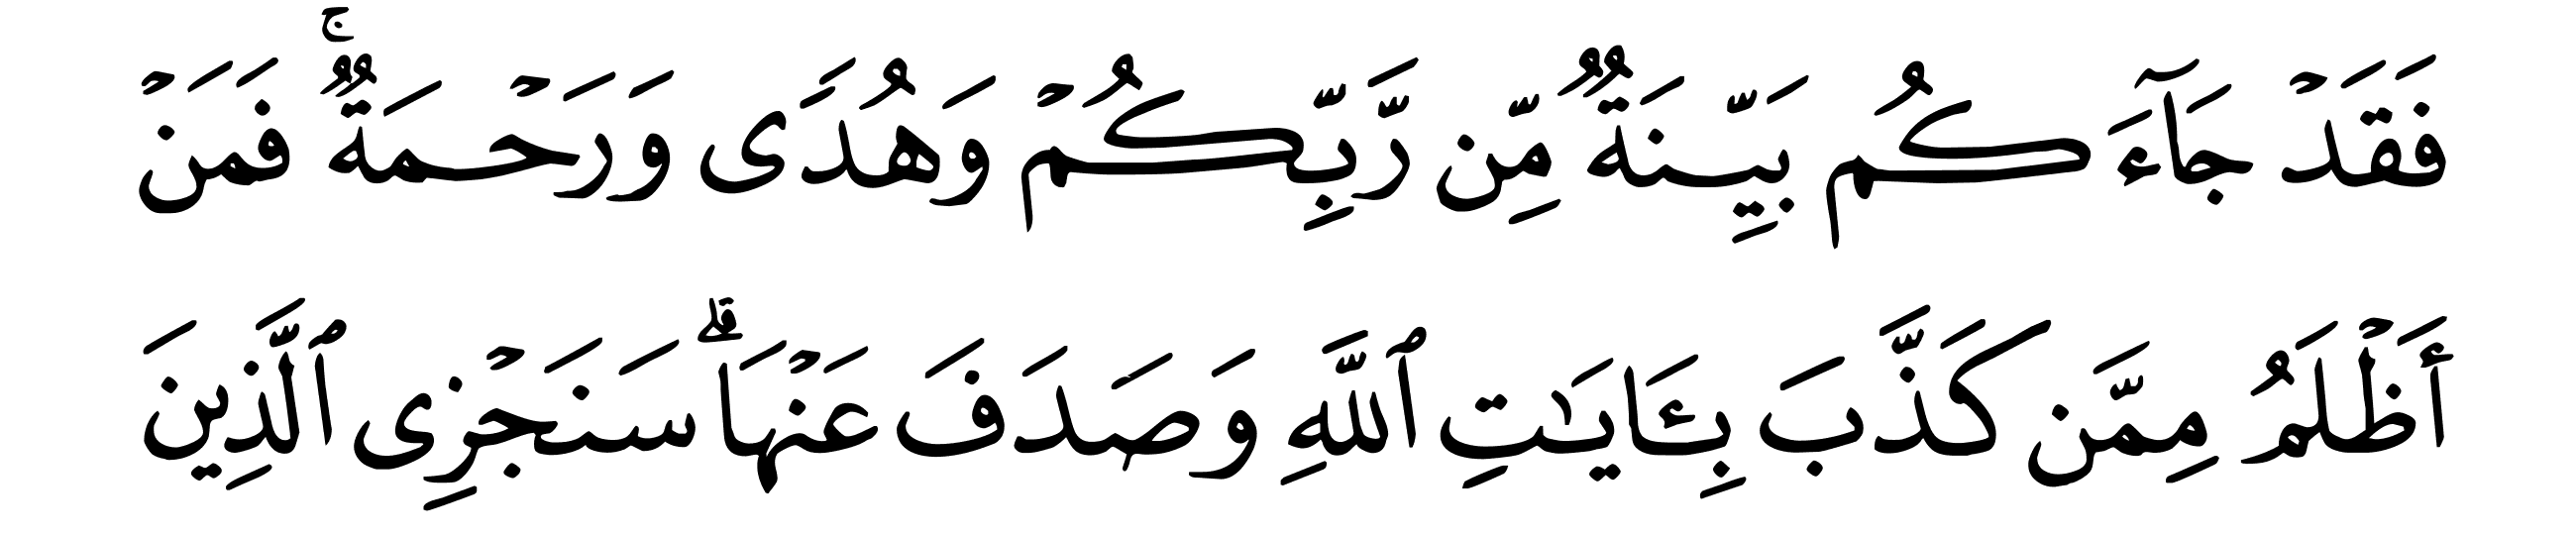 فَقَدۡ جَآءَكُم بَيِّنَةٞ مِّن رَّبِّكُمۡ وَهُدٗى وَرَحۡمَةٞۚ فَمَنۡ
أَظۡلَمُ مِمَّن كَذَّبَ بِـَٔايَٰتِ ٱللَّهِ وَصَدَفَ عَنۡهَاۗ سَنَجۡزِي ٱلَّذِينَ